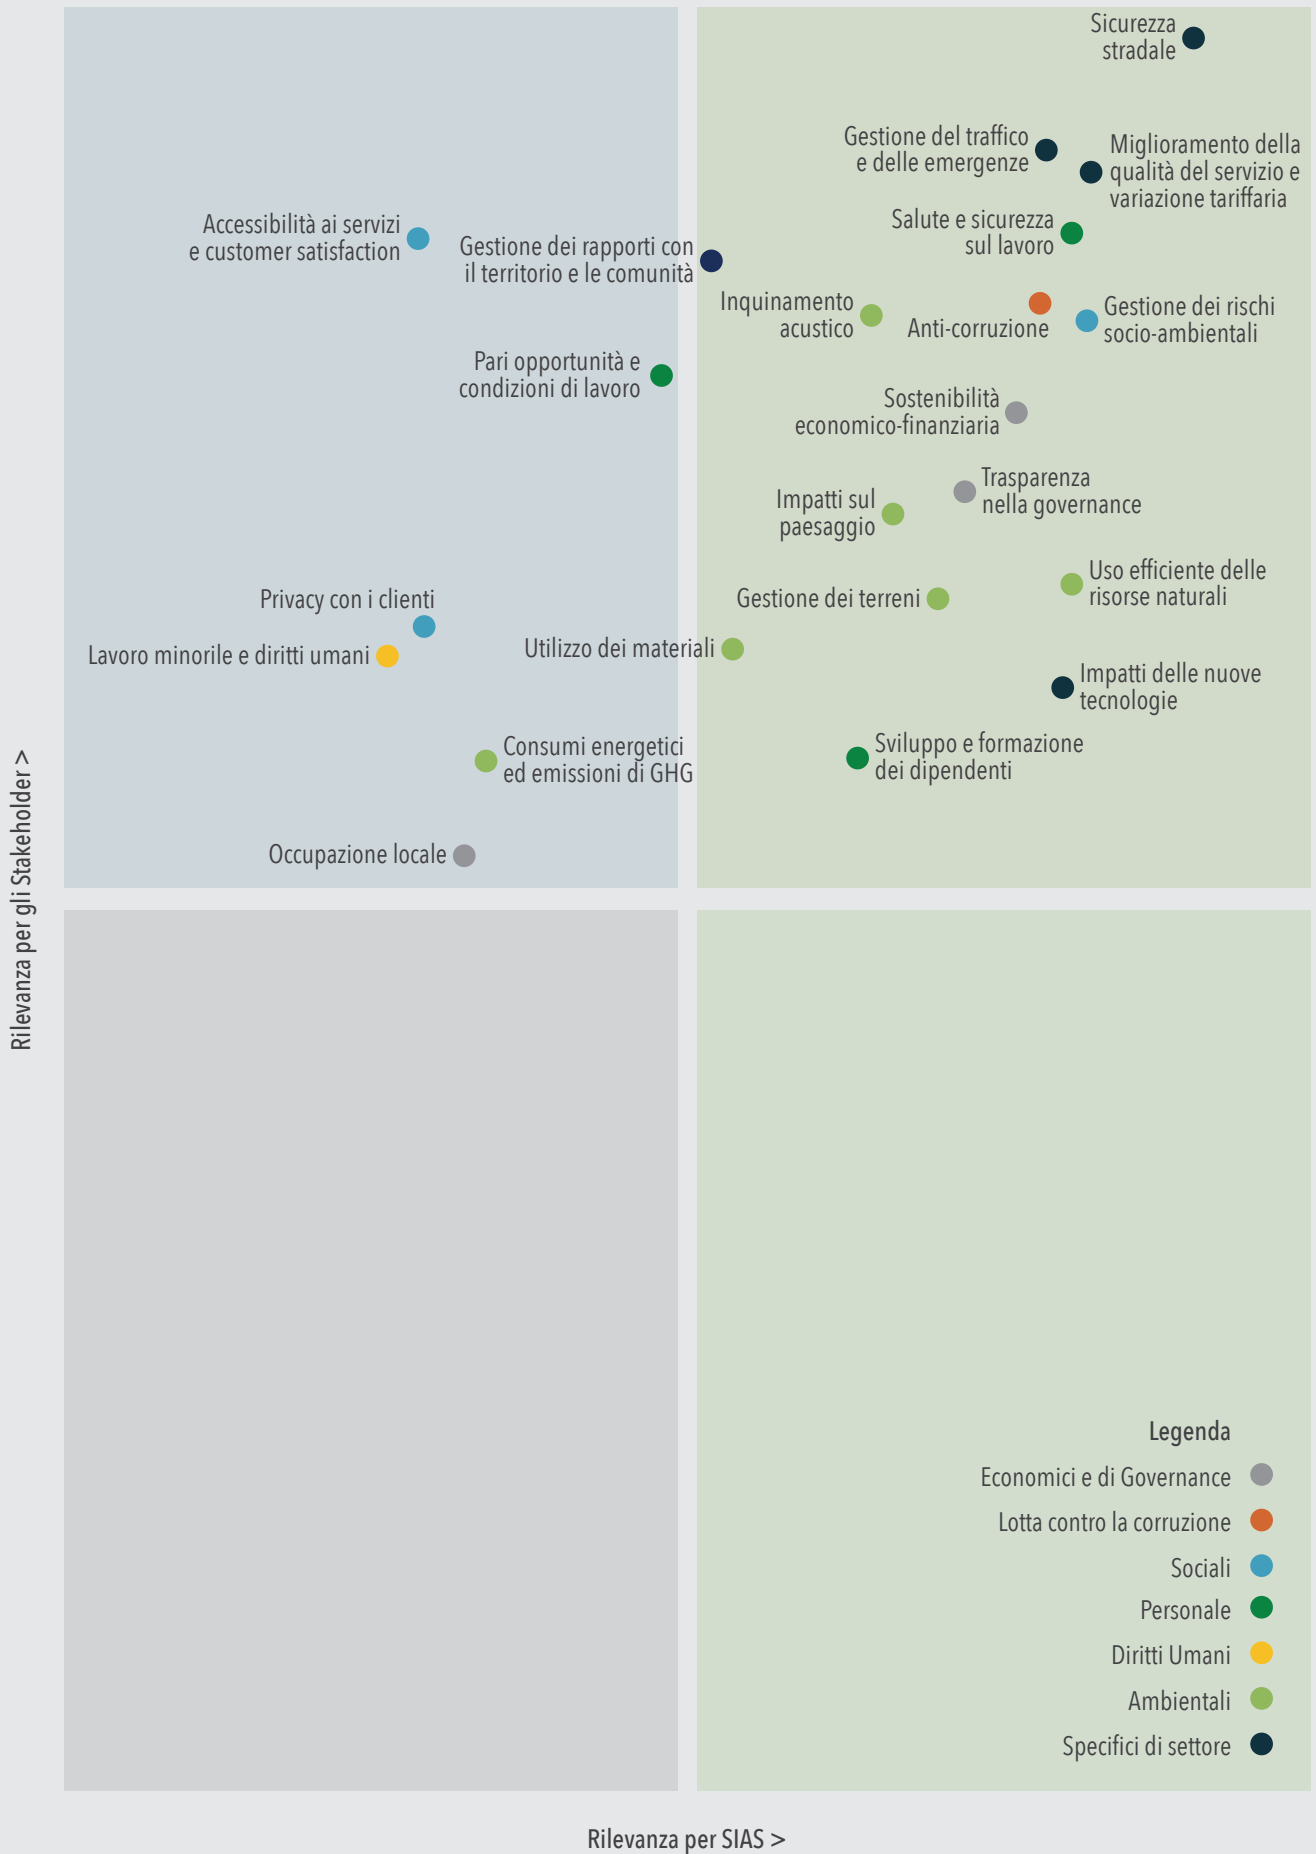 Sicurezza
stradale
Gestione del traffico
e delle emergenze
Miglioramento della
qualità del servizio e
variazione tariffaria
Accessibilità ai servizi
e customer satisfaction
Gestione dei rapporti con
il territorio e le comunità
Salute e sicurezza
sul lavoro
Inquinamento
acustico
Anti-corruzione
Gestione dei rischi
socio-ambientali
Pari opportunità e
condizioni di lavoro
Sostenibilità
economico-finanziaria
Impatti sul
paesaggio
Trasparenza
nella governance
Privacy con i clienti
Gestione dei terreni
Uso efficiente delle
risorse naturali
Lavoro minorile e diritti umani
Utilizzo dei materiali
Impatti delle nuove
tecnologie
Consumi energetici
ed emissioni di GHG
Sviluppo e formazione
dei dipendenti
Occupazione locale
Rilevanza per gli Stakeholder >
Legenda
Economici e di Governance
Lotta contro la corruzione
Sociali
Personale
Diritti Umani
Ambientali
Specifici di settore
Rilevanza per SIAS >